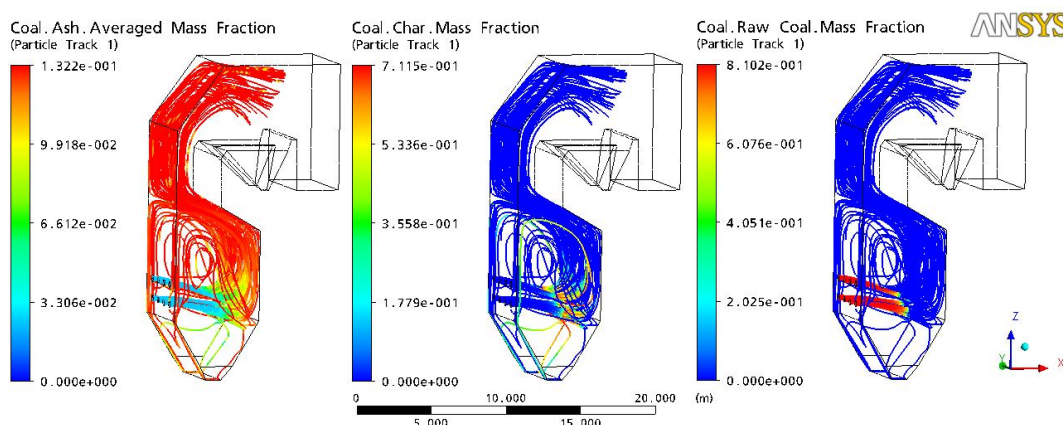 Coal.Ash.Averaged Mass Fraction
(Particle Track 1)
1.322e-001
9.918e-002
6.612e-002
3.306e-002
0.000e+000
Coal.Char.Mass Fraction
(Particle Track 1)
7.115e-001
5.336e-001
3.558e-001
1.779e-001
0.000e+000
Coal.Raw Coal.Mass Fraction
(Particle Track 1)
8.102e-001
6.076e-001
4.051e-001
2.025e-001
0.000e+000
ANSYS
Z
Y
X
0 10.000 20.000 (m)
5.000 15.000